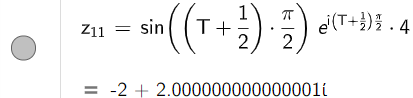 z₁₁ = sin((T + 1/2) · π/2) e^(i(T+1/2)π/2) · 4
= -2 + 2.000000000000001i